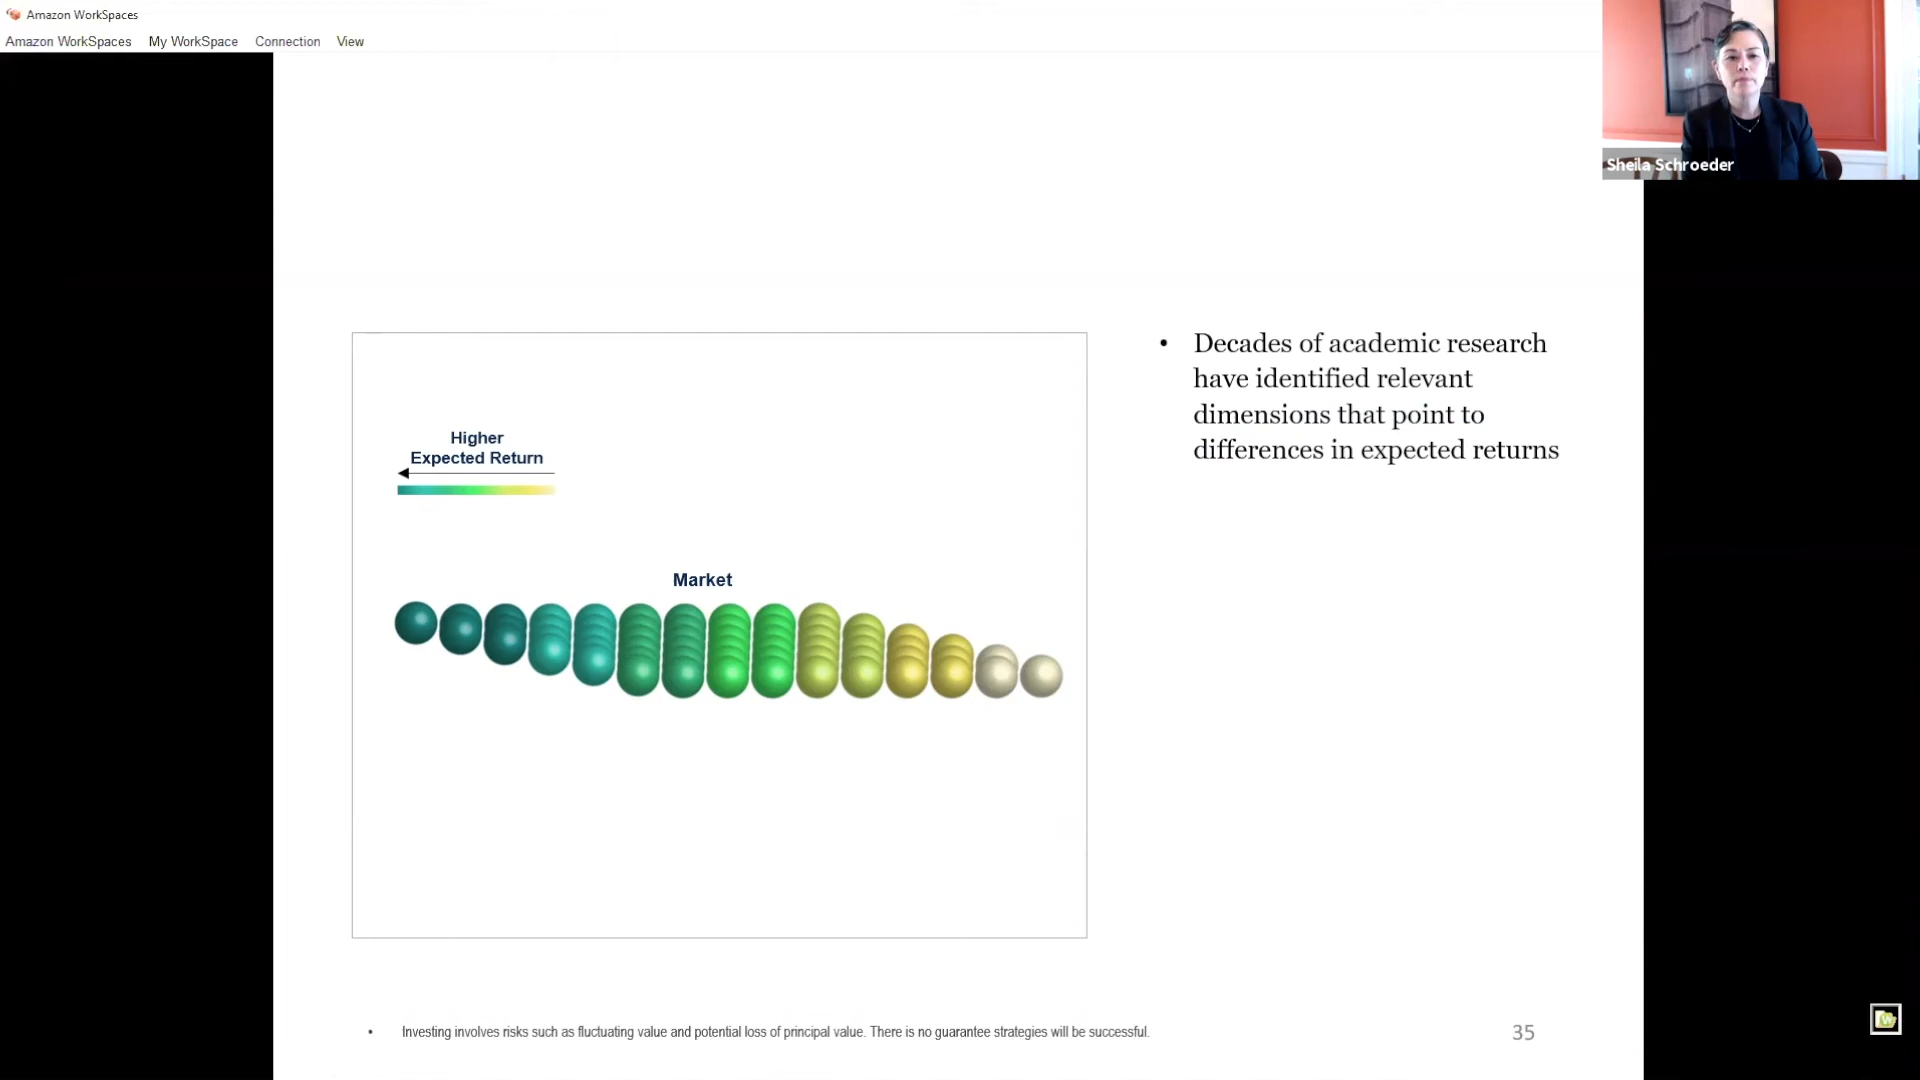 Amazon WorkSpaces
Amazon WorkSpaces My WorkSpace Connection View
Sheila Schroeder
Higher
Expected Return
Market
• Decades of academic research
have identified relevant
dimensions that point to
differences in expected returns
• Investing involves risks such as fluctuating value and potential loss of principal value. There is no guarantee strategies will be successful.
35